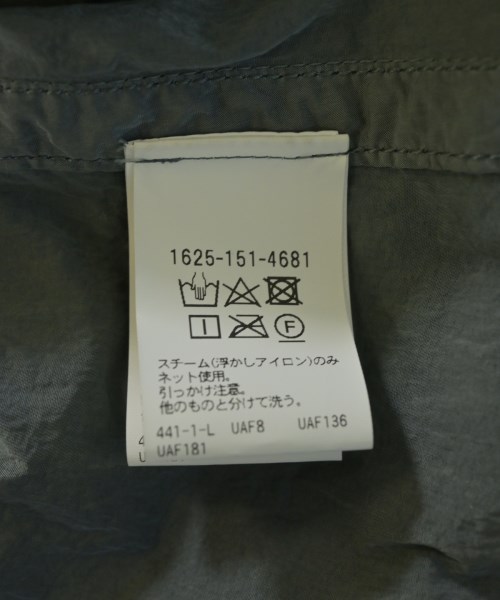 1625-151-4681
F
スチーム(浮かしアイロン)のみ
ネット使用。
引っかけ注意。
他のものと分けて洗う。
441-1-L UAF8 UAF136
UAF181
4
U